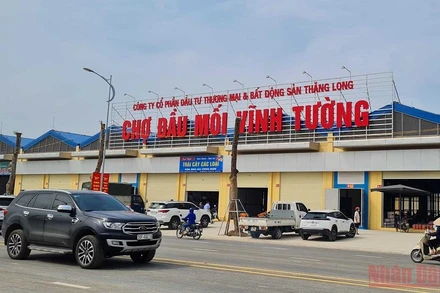 CÔNG TY CỔ PHẦN ĐẦU TƯ THƯƠNG MẠI & BẤT ĐỘNG SẢN THĂNG LONG
CHỢ ĐẦU MỐI VĨNH TƯỜNG
TRÁI CÂY CÁC LOẠI
Nhân Dân